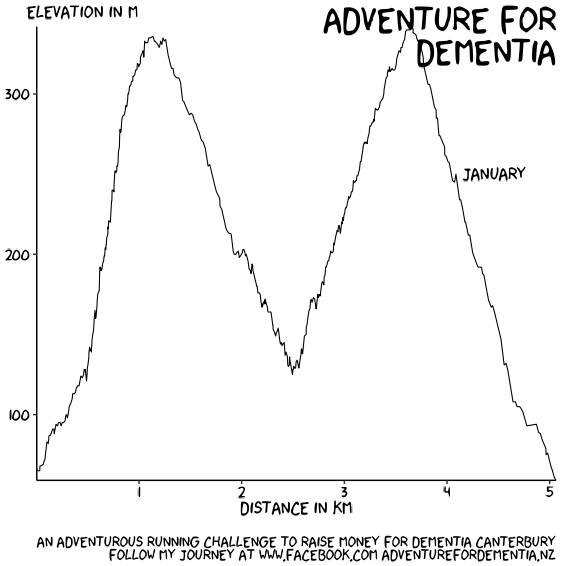 ELEVATION IN M
ADVENTURE FOR
DEMENTIA
300
200
100
JANUARY
1 2 3 4 5
DISTANCE IN KM
AN ADVENTUROUS RUNNING CHALLENGE TO RAISE MONEY FOR DEMENTIA CANTERBURY
FOLLOW MY JOURNEY AT WWW.FACEBOOK.COM ADVENTUREFORDEMENTIA.NZ